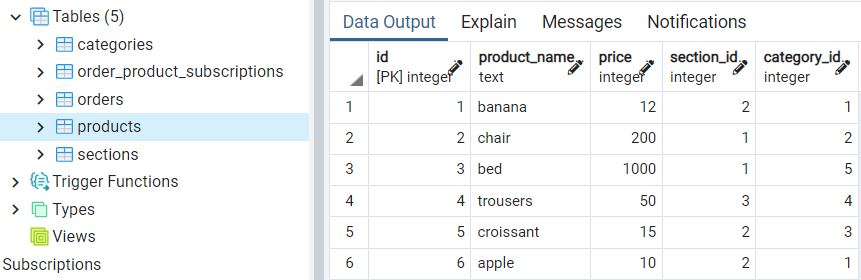 Tables (5)
categories
order_product_subscriptions
orders
products
sections
Trigger Functions
Types
Views
Subscriptions
Data Output Explain Messages Notifications
id product_name price section_id category_id
[PK] integer text integer integer integer
1 1 banana 12 2 1
2 2 chair 200 1 2
3 3 bed 1000 1 5
4 4 trousers 50 3 4
5 5 croissant 15 2 3
6 6 apple 10 2 1